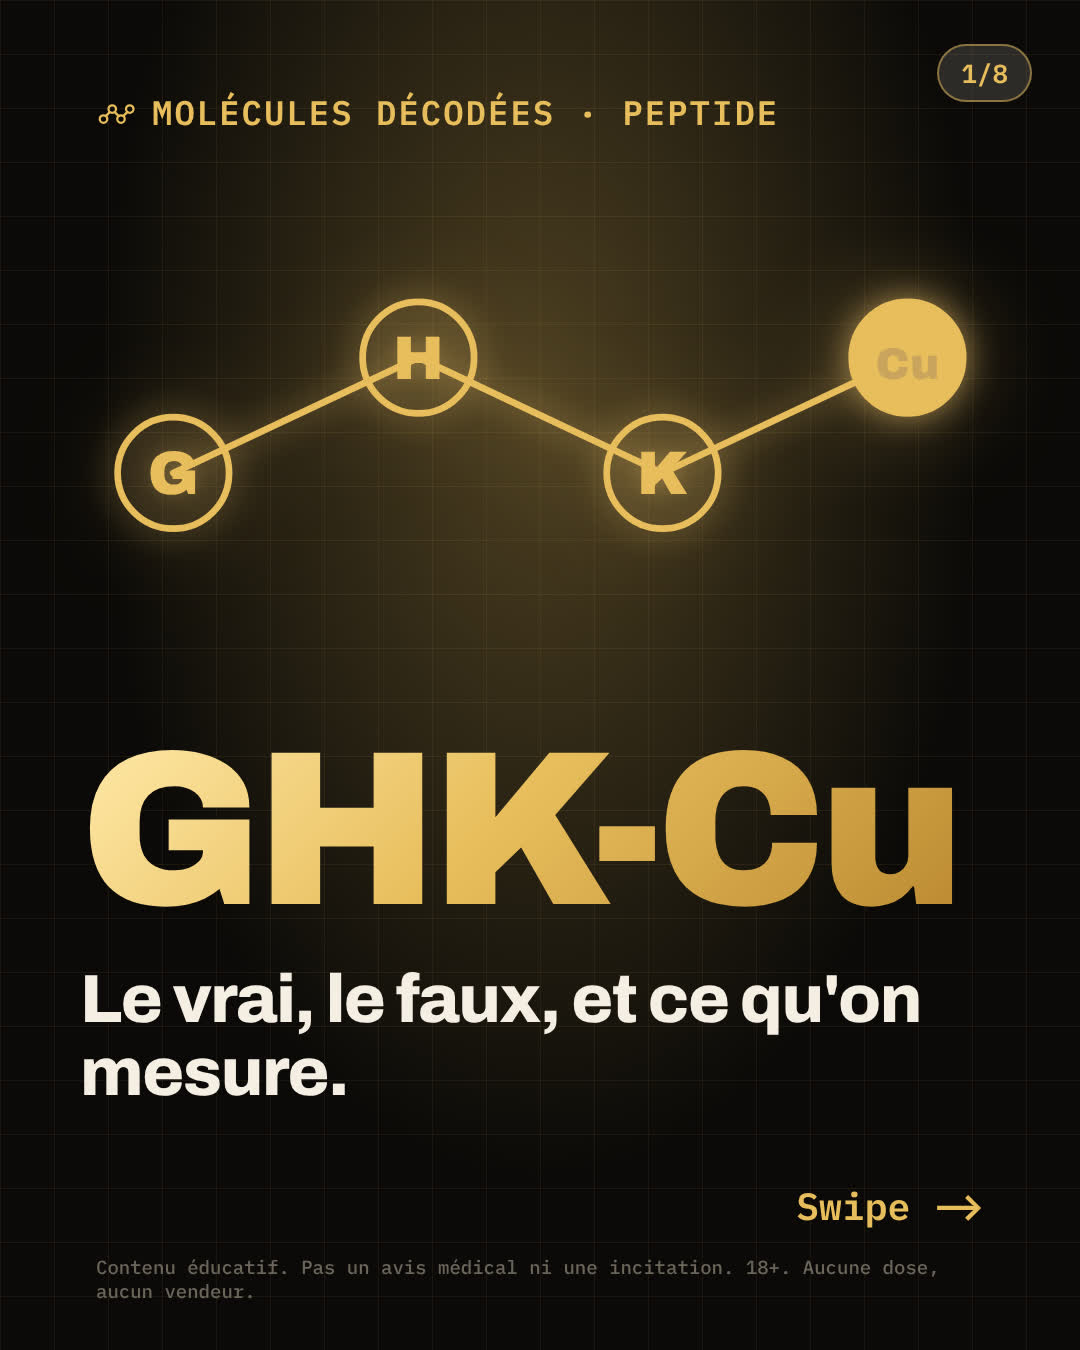 1/8
MOLÉCULES DÉCODÉES · PEPTIDE
G
H
K
Cu
GHK-Cu
Le vrai, le faux, et ce qu'on
mesure.
Swipe →
Contenu éducatif. Pas un avis médical ni une incitation. 18+. Aucune dose,
aucun vendeur.